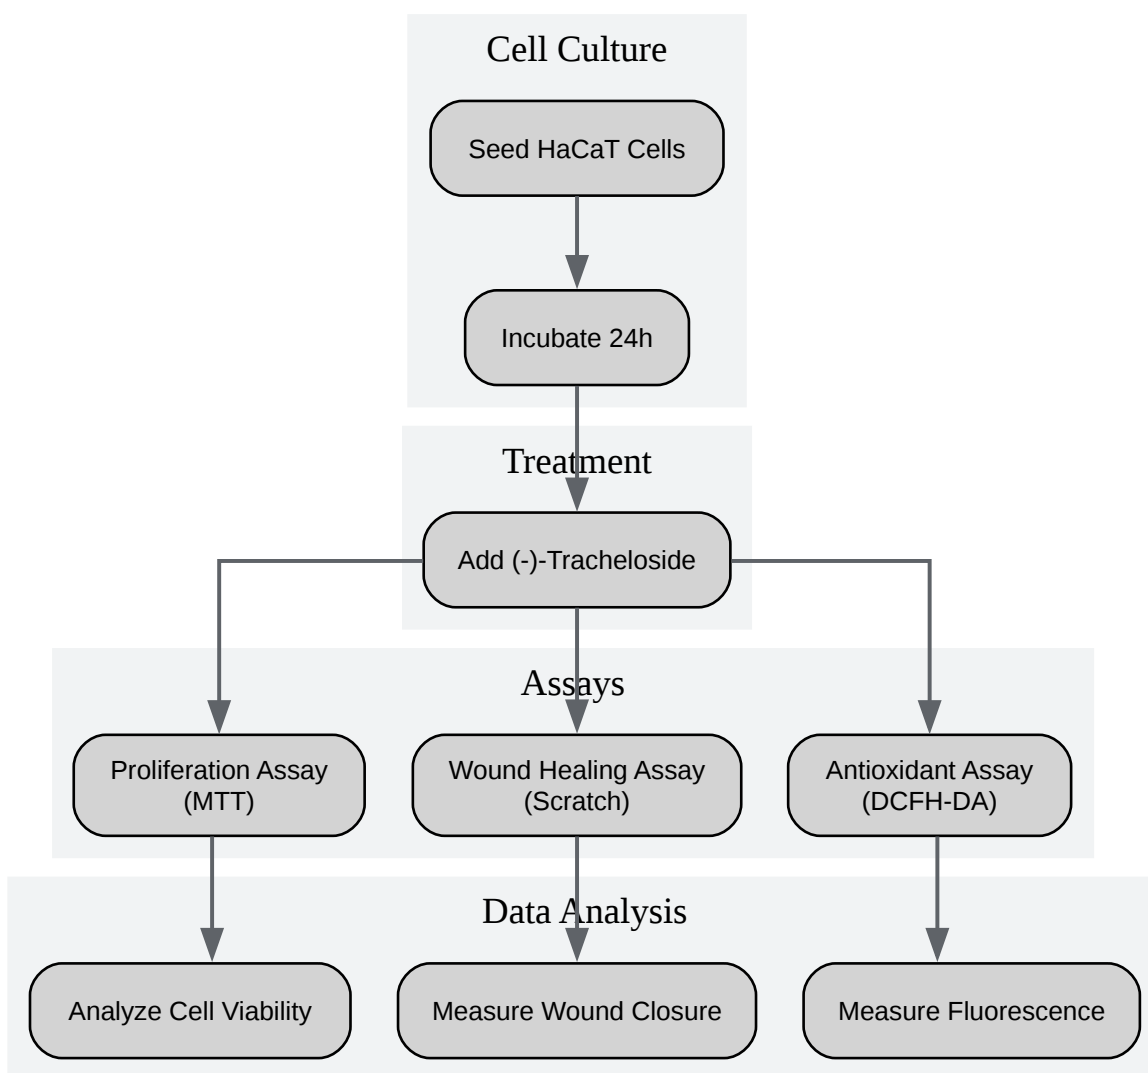 Cell Culture
Seed HaCaT Cells
Incubate 24h
Treatment
Add (-)-Tracheloside
Assays
Proliferation Assay
(MTT)
Wound Healing Assay
(Scratch)
Antioxidant Assay
(DCFH-DA)
Data Analysis
Analyze Cell Viability
Measure Wound Closure
Measure Fluorescence